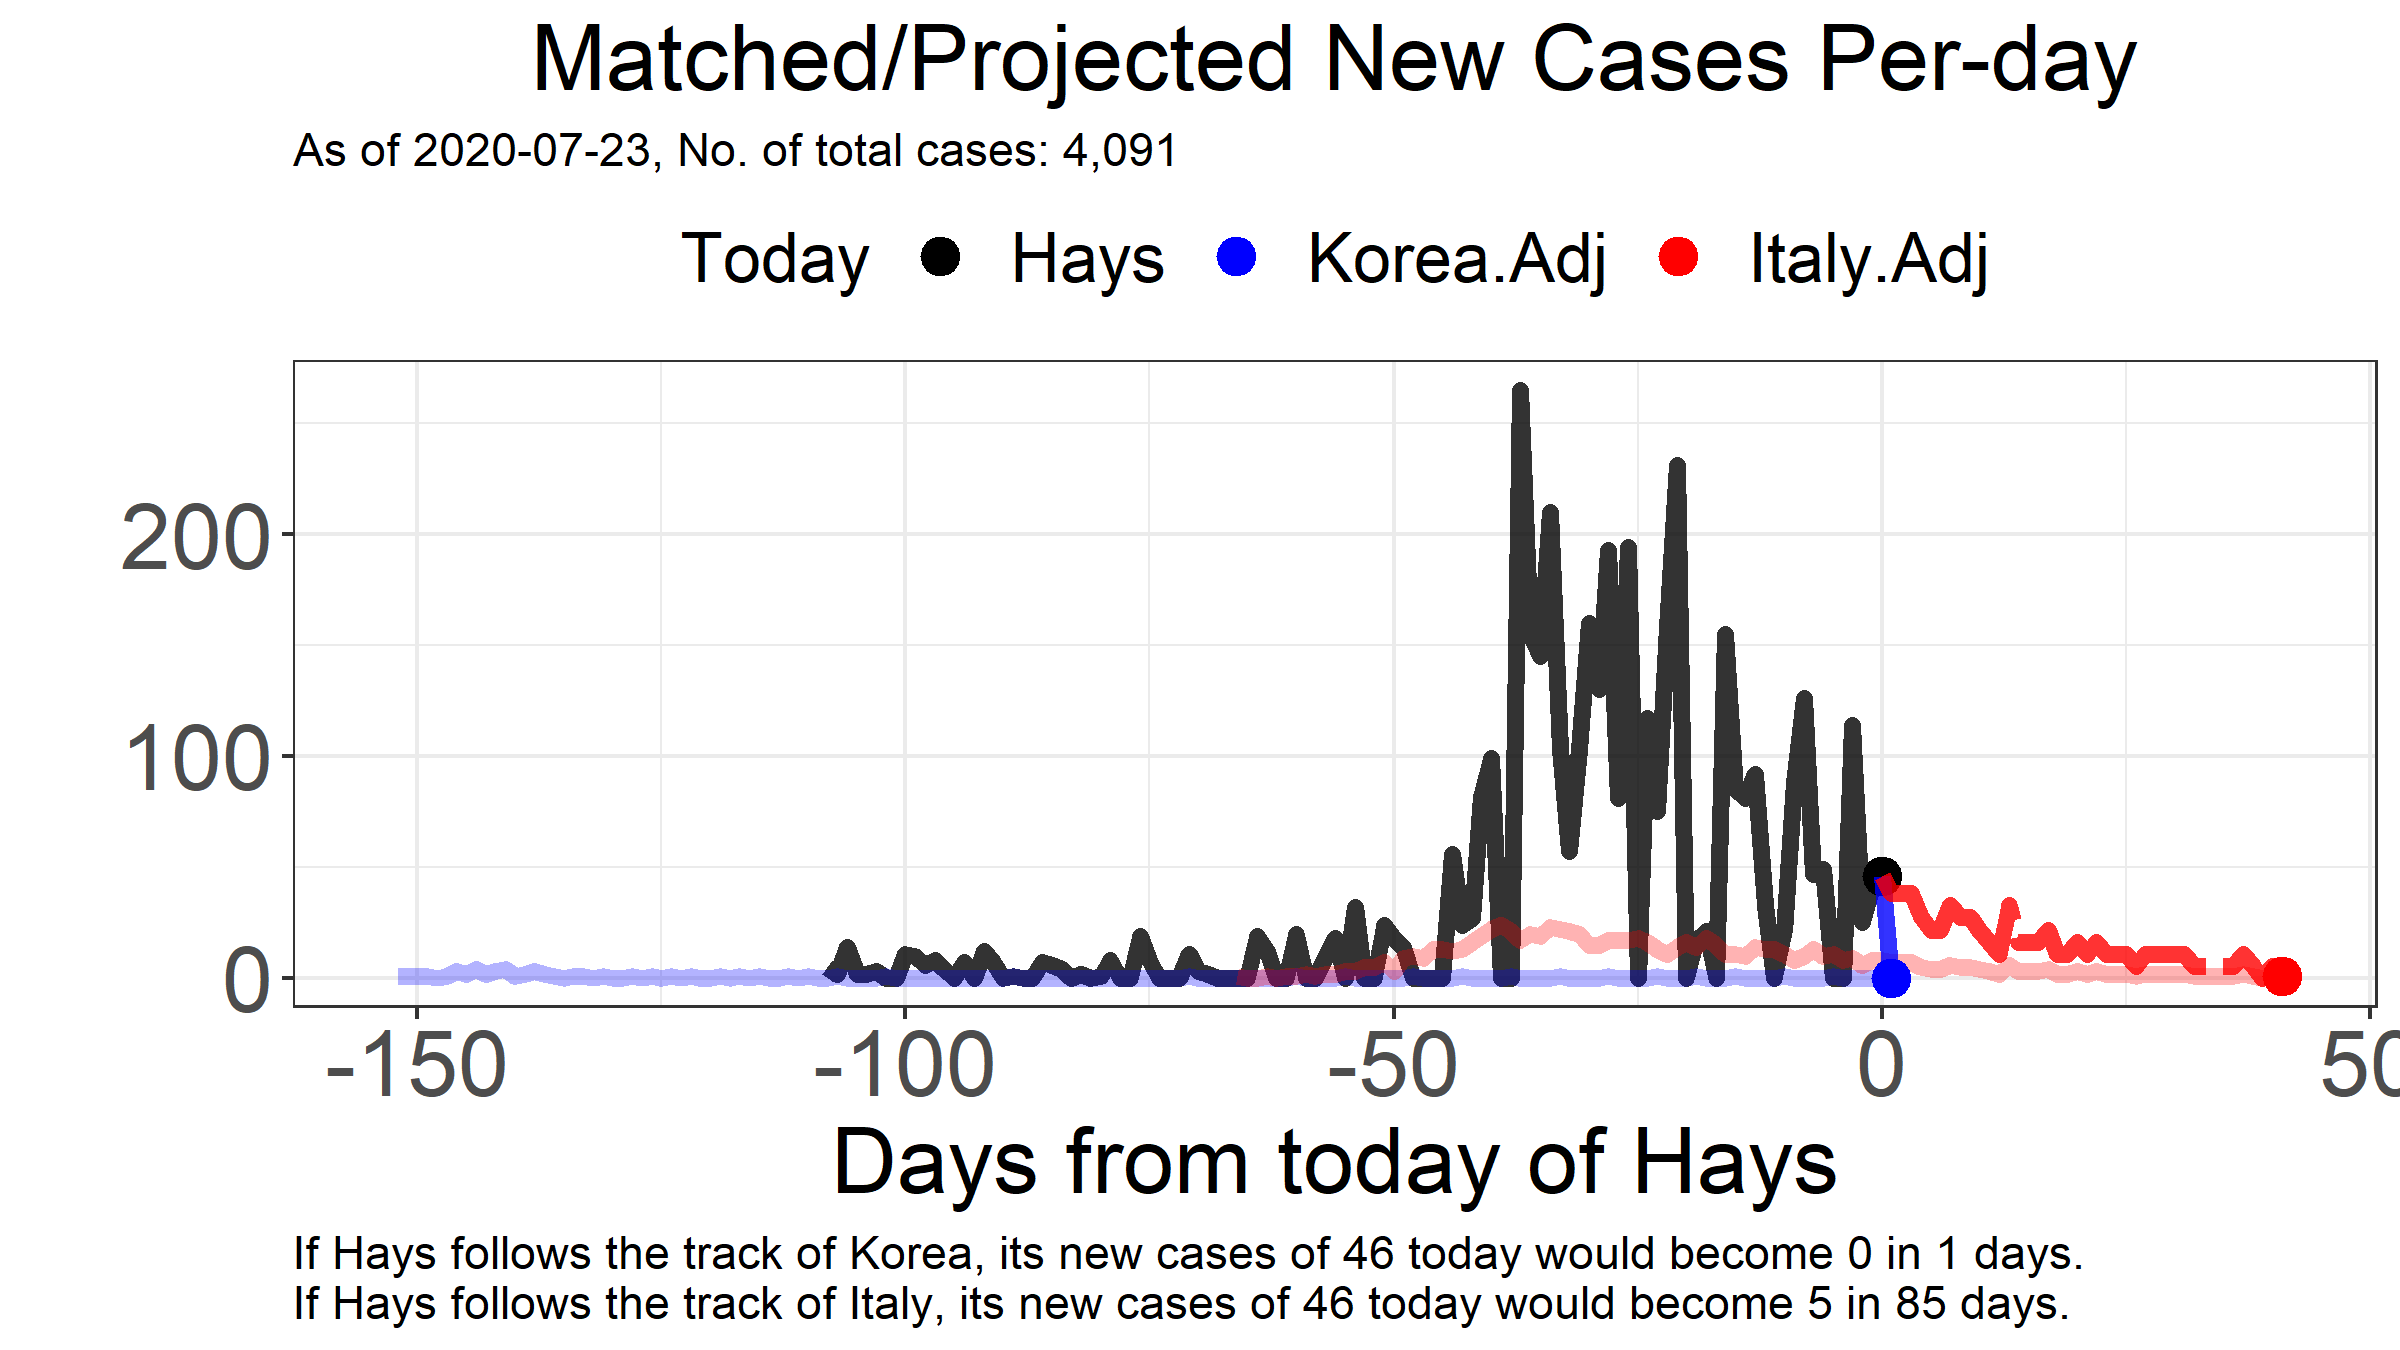 Matched/Projected New Cases Per-day
As of 2020-07-23, No. of total cases: 4,091
Today Hays Korea.Adj Italy.Adj
200
100
0
-150 -100 -50 0 50
Days from today of Hays
If Hays follows the track of Korea, its new cases of 46 today would become 0 in 1 days.
If Hays follows the track of Italy, its new cases of 46 today would become 5 in 85 days.